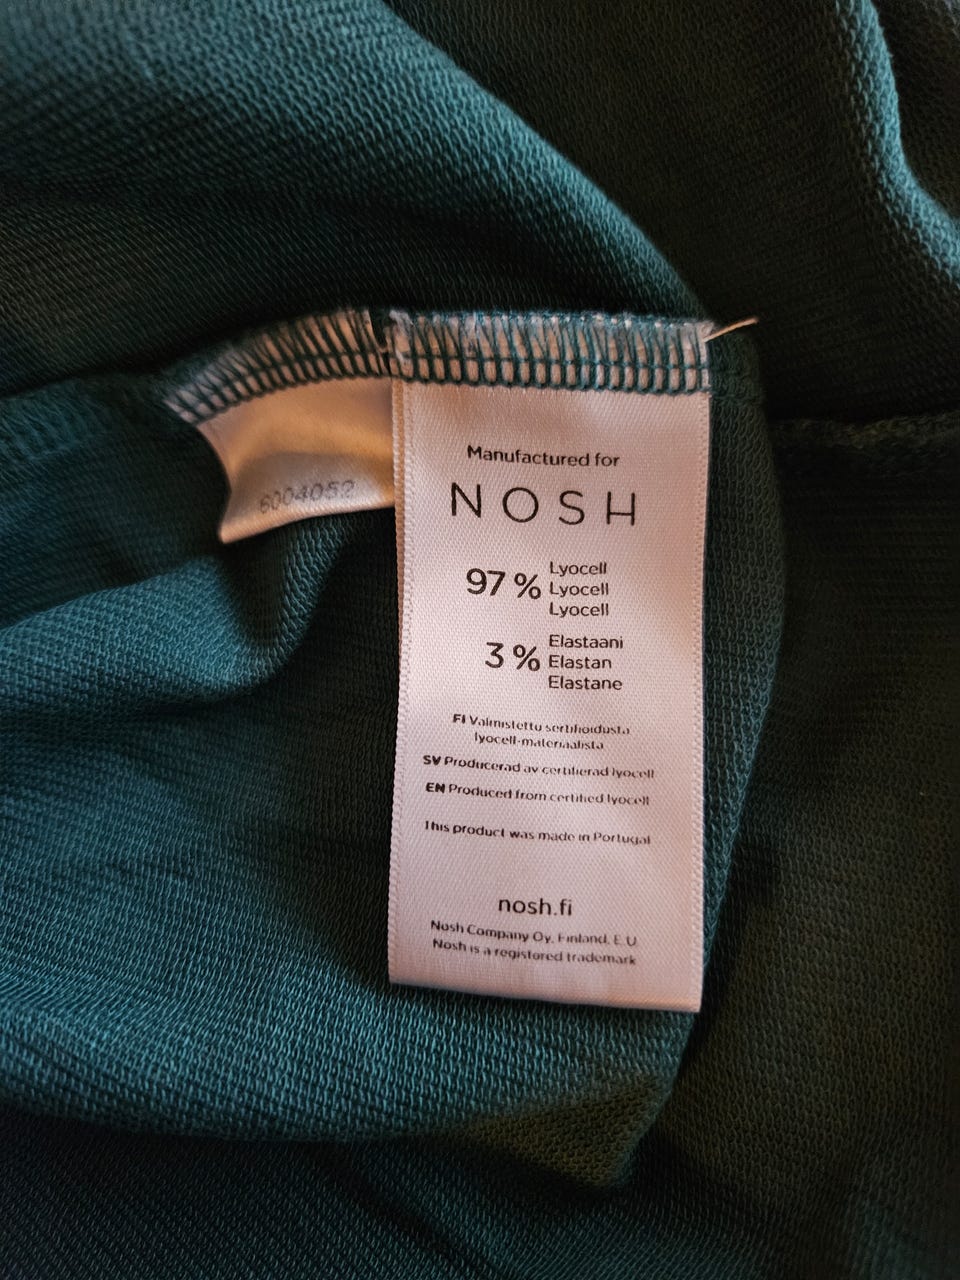 6004052
Manufactured for
NOSH
97 % Lyocell
Lyocell
Lyocell
3 % Elastaani
Elastan
Elastane
FI Valmistettu sertifioidusta
lyocell-materiaalista
SV Producerad av certifierad lyocell
EN Produced from certified lyocell
This product was made in Portugal
nosh.fi
Nosh Company Oy, Finland, E.U.
Nosh is a registered trademark